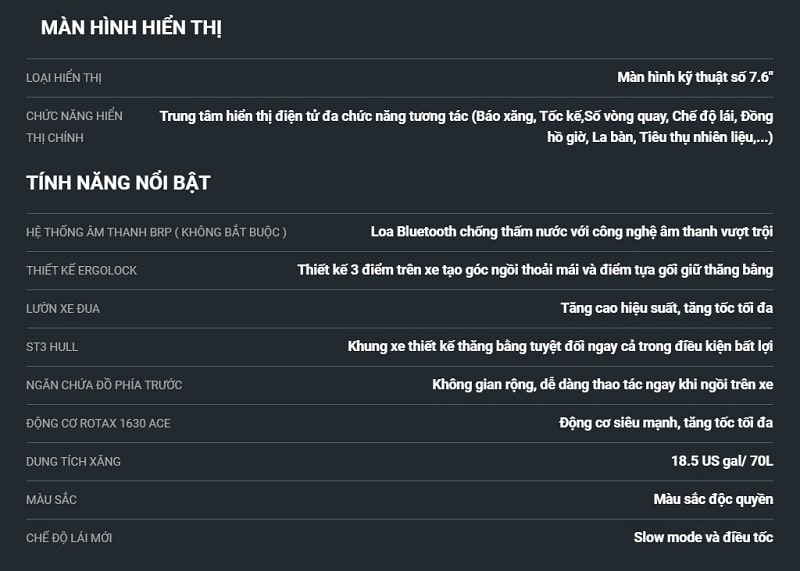 MÀN HÌNH HIỂN THỊ
LOẠI HIỂN THỊ
Màn hình kỹ thuật số 7.6"
CHỨC NĂNG HIỂN
THỊ CHÍNH
Trung tâm hiển thị điện tử đa chức năng tương tác (Báo xăng, Tốc kế,Số vòng quay, Chế độ lái, Đồng
hồ giờ, La bàn, Tiêu thụ nhiên liệu,...)
TÍNH NĂNG NỔI BẬT
HỆ THỐNG ÂM THANH BRP ( KHÔNG BẮT BUỘC )
Loa Bluetooth chống thấm nước với công nghệ âm thanh vượt trội
THIẾT KẾ ERGOLOCK
Thiết kế 3 điểm trên xe tạo góc ngồi thoải mái và điểm tựa gối giữ thăng bằng
LƯỜN XE ĐUA
Tăng cao hiệu suất, tăng tốc tối đa
ST3 HULL
Khung xe thiết kế thăng bằng tuyệt đối ngay cả trong điều kiện bất lợi
NGĂN CHỨA ĐỒ PHÍA TRƯỚC
Không gian rộng, dễ dàng thao tác ngay khi ngồi trên xe
ĐỘNG CƠ ROTAX 1630 ACE
Động cơ siêu mạnh, tăng tốc tối đa
DUNG TÍCH XĂNG
18.5 US gal/ 70L
MÀU SẮC
Màu sắc độc quyền
CHẾ ĐỘ LÁI MỚI
Slow mode và điều tốc